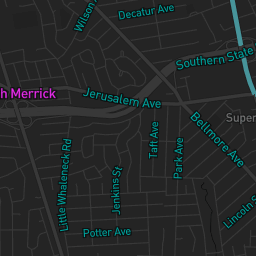 Decatur Ave
Wilson
Southern State
h Merrick
Jerusalem Ave
Super
Bellmore Ave
Taft Ave
Park Ave
Little Whaleneck Rd
Jenkins St
Lincoln S
Potter Ave